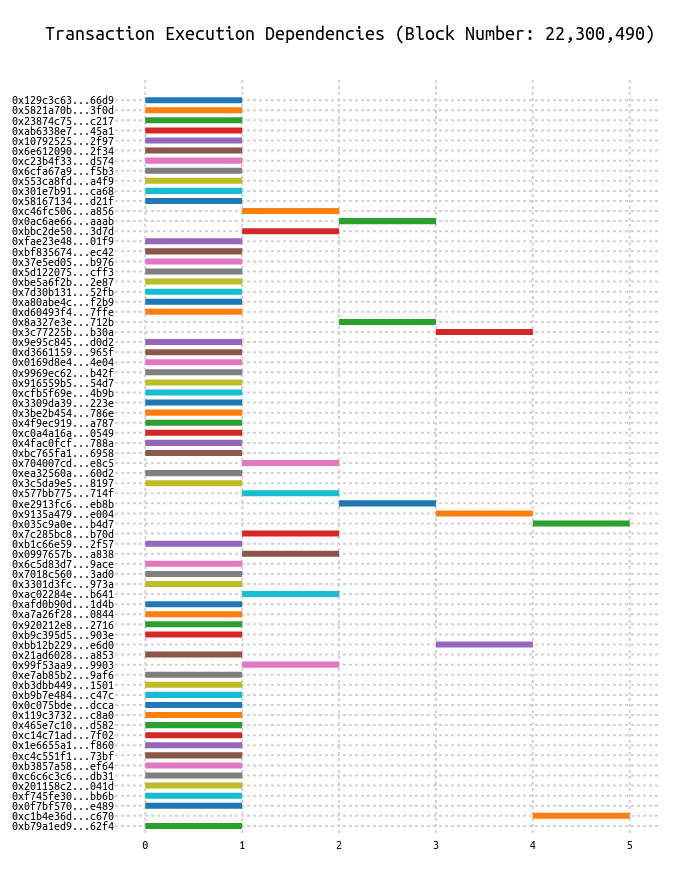 Transaction Execution Dependencies (Block Number: 22,300,490)
0x129c3c63...66d9
0x5821a70b...3f0d
0x23874c75...c217
0xab6338e7...45a1
0x10792525...2f97
0x6e612090...2f34
0xc23b4f33...d574
0x6cfa67a9...f5b3
0x553ca8fd...a4f9
0x301e7b91...ca68
0x58167134...d21f
0xc46fc506...a856
0x0ac6ae66...aaab
0xbbc2de50...3d7d
0xfae23e48...01f9
0xbf835674...ec42
0x37e5ed05...b976
0x5d122075...cff3
0xbe5a6f2b...2e87
0x7d30b131...52fb
0xa80abe4c...f2b9
0xd60493f4...7ffe
0x8a327e3e...712b
0x3c77225b...b30a
0x9e95c845...d0d2
0xd3661159...965f
0x0169d8e4...4e04
0x9969ec62...b42f
0x916559b5...54d7
0xcfb5f69e...4b9b
0x3309da39...223e
0x3be2b454...786e
0x4f9ec919...a787
0xc0a4a16a...0549
0x4fac0fcf...788a
0xbc765fa1...6958
0x704007cd...e8c5
0xea32560a...60d2
0x3c5da9e5...8197
0x577bb775...714f
0xe2913fc6...eb8b
0x9135a479...e004
0x035c9a0e...b4d7
0x7c285bc8...b70d
0xb1c66e59...2f57
0x0997657b...a838
0x6c5d83d7...9ace
0x7018c560...3ad0
0x3301d3fc...973a
0xac02284e...b641
0xafd0b90d...1d4b
0xa7a26f28...0844
0x920212e8...2716
0xb9c395d5...903e
0xbb12b229...e6d0
0x21ad6028...a853
0x99f53aa9...9903
0xe7ab85b2...9af6
0xb3dbb449...1501
0xb9b7e484...c47c
0x0c075bde...dcca
0x119c3732...c8a0
0x465e7c10...d582
0xc14c71ad...7f02
0x1e6655a1...f860
0xc4c551f1...73bf
0xb3857a58...ef64
0xc6c6c3c6...db31
0x201158c2...041d
0xf745fe30...bb6b
0x0f7bf570...e489
0xc1b4e36d...c670
0xb79a1ed9...62f4
0 1 2 3 4 5